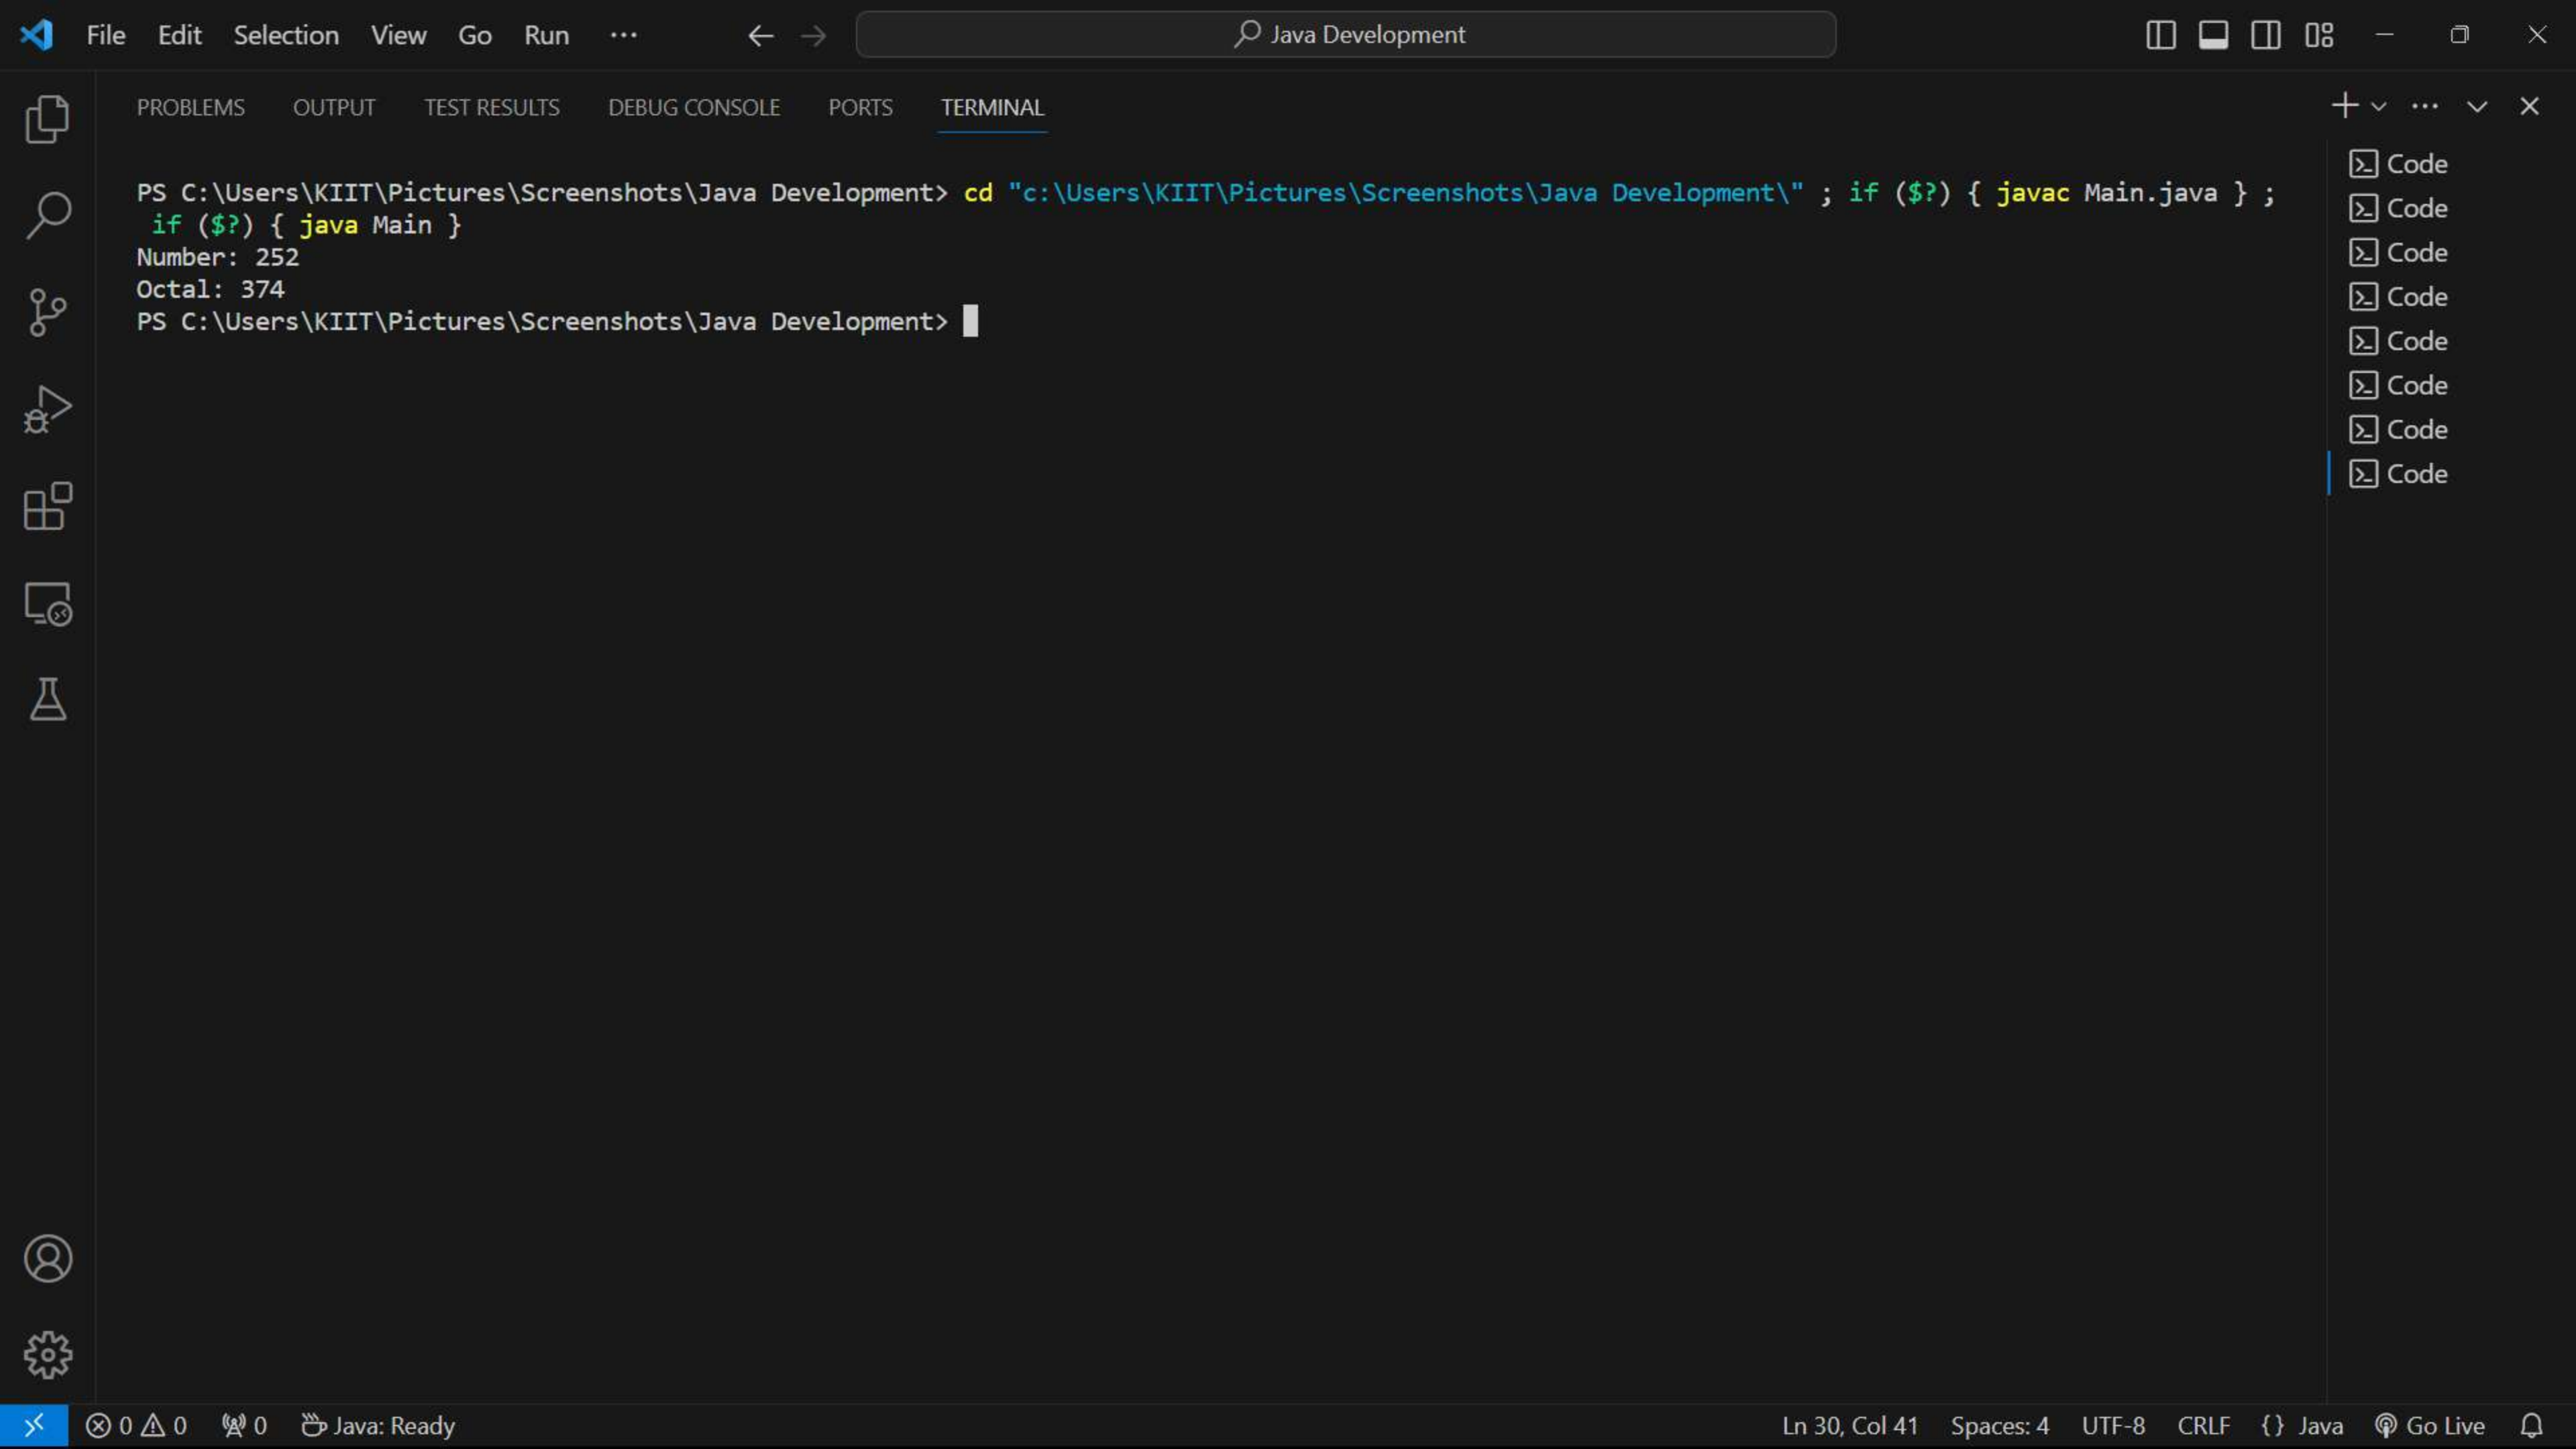 File Edit Selection View Go Run ··· Java Development
PROBLEMS OUTPUT TEST RESULTS DEBUG CONSOLE PORTS TERMINAL
PS C:\Users\KIIT\Pictures\Screenshots\Java Development> cd "c:\Users\KIIT\Pictures\Screenshots\Java Development\" ; if ($?) { javac Main.java } ;
if ($?) { java Main }
Number: 252
Octal: 374
PS C:\Users\KIIT\Pictures\Screenshots\Java Development>
Code
Code
Code
Code
Code
Code
Code
Code
0 0 0 Java: Ready Ln 30, Col 41 Spaces: 4 UTF-8 CRLF {} Java Go Live